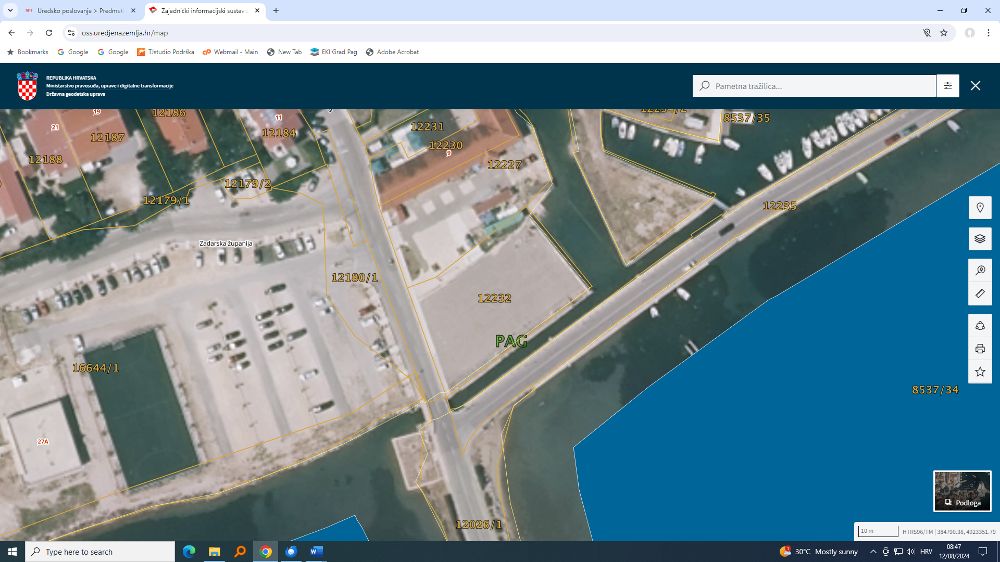 Uredsko poslovanje > Predmeti
Zajednički informacijski sustav z
oss.uredjenazemlja.hr/map
Bookmarks
Google
Google
TJstudio Podrška
Webmail - Main
New Tab
EKI Grad Pag
Adobe Acrobat
REPUBLIKA HRVATSKA
Ministarstvo pravosuđa, uprave i digitalne transformacije
Državna geodetska uprava
Pametna tražilica...
19
12186
11
12234/2
8537/35
21
12187
12184
12231
12230
9
12188
12227
12179/2
12179/1
12235
Zadarska županija
12180/1
12232
PAG
16644/1
8537/34
27A
12026/1
Podloga
10 m
HTRS96/TM | 384790.38, 4923351.79
Type here to search
1
30°C Mostly sunny
HRV
08:47
12/08/2024